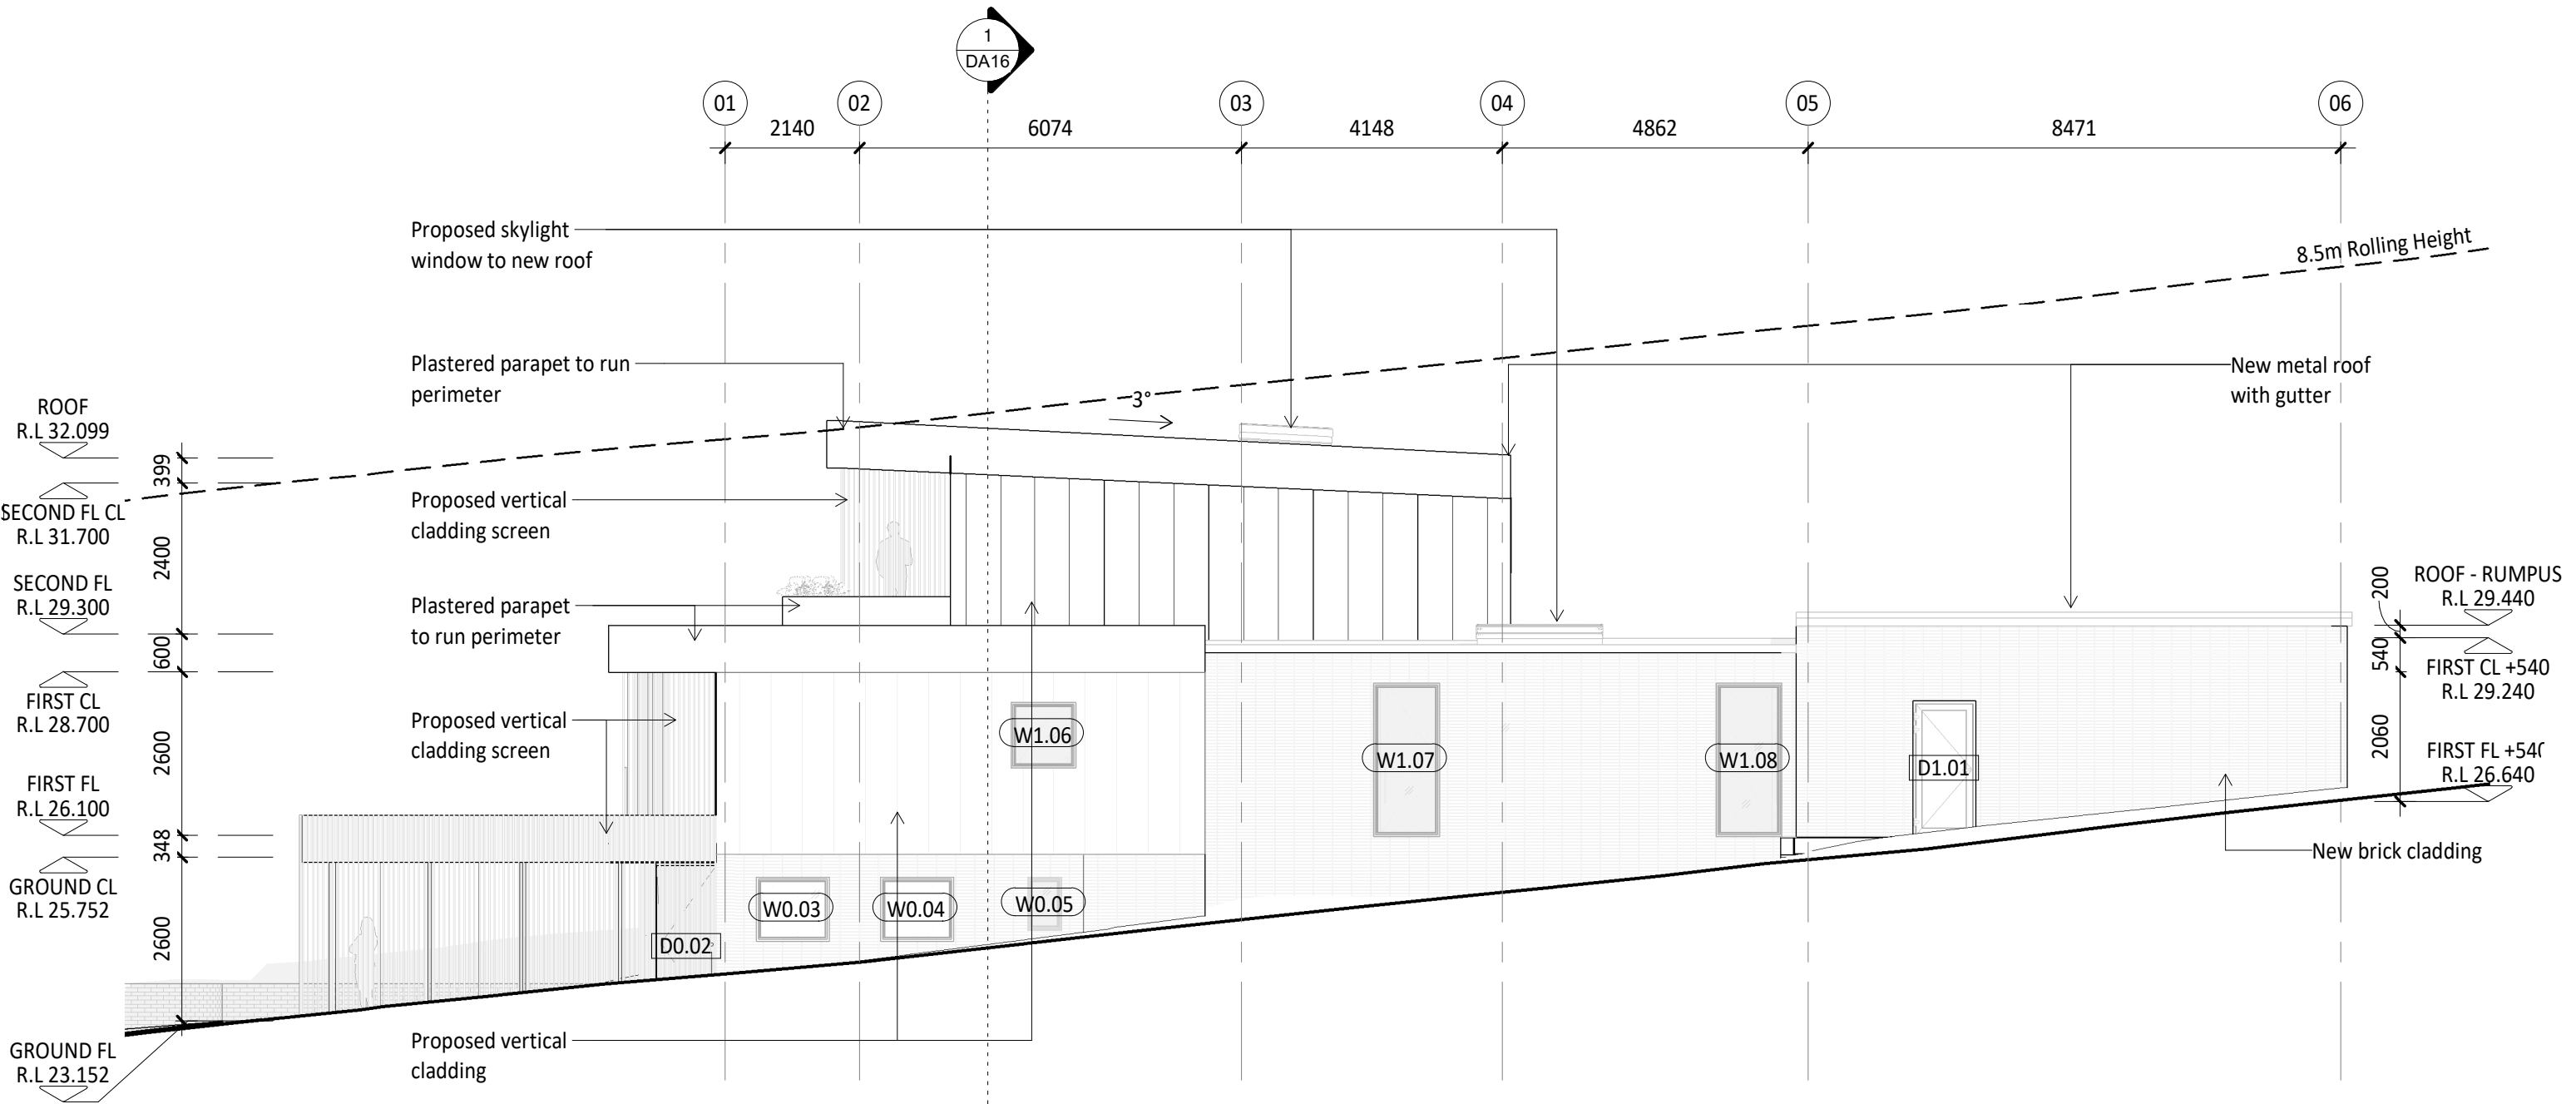 1
DA16
01
02
03
04
05
06
2140
6074
4148
4862
8471
Proposed skylight
window to new roof
8.5m Rolling Height
Plastered parapet to run
perimeter
3°
New metal roof
with gutter
ROOF
R.L 32.099
399
SECOND FL CL
R.L 31.700
Proposed vertical
cladding screen
2400
SECOND FL
R.L 29.300
Plastered parapet
to run perimeter
200
ROOF - RUMPUS
R.L 29.440
600
540
FIRST CL +540
R.L 29.240
FIRST CL
R.L 28.700
Proposed vertical
cladding screen
W1.06
W1.07
W1.08
D1.01
2600
2060
FIRST FL +540
R.L 26.640
FIRST FL
R.L 26.100
348
GROUND CL
R.L 25.752
New brick cladding
W0.03
W0.04
W0.05
D0.02
2600
Proposed vertical
cladding
GROUND FL
R.L 23.152